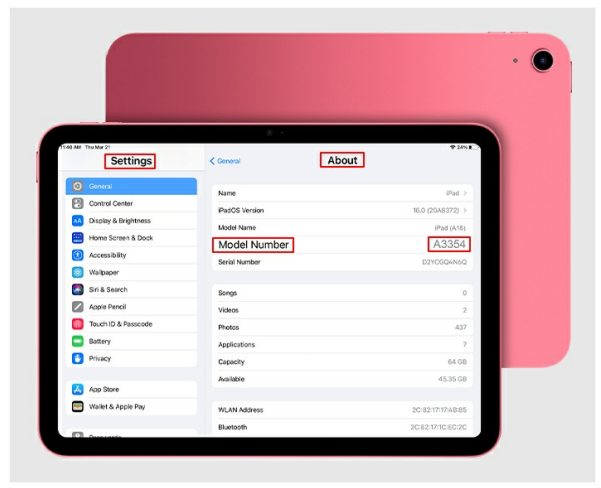 11:40 AM Thu Mar 21
24%
Settings
General
Control Center
Display & Brightness
Home Screen & Dock
Accessibility
Wallpaper
Siri & Search
Apple Pencil
Touch ID & Passcode
Battery
Privacy
App Store
Wallet & Apple Pay
General
About
Name iPad
iPadOS Version 16.0 (20A8372)
Model Name iPad (A16)
Model Number A3354
Serial Number D2YCGQ4N6Q
Songs 0
Videos 2
Photos 437
Applications 7
Capacity 64 GB
Available 45.35 GB
WLAN Address 2C:82:17:17:AB:B5
Bluetooth 2C:82:17:1C:EC:2C